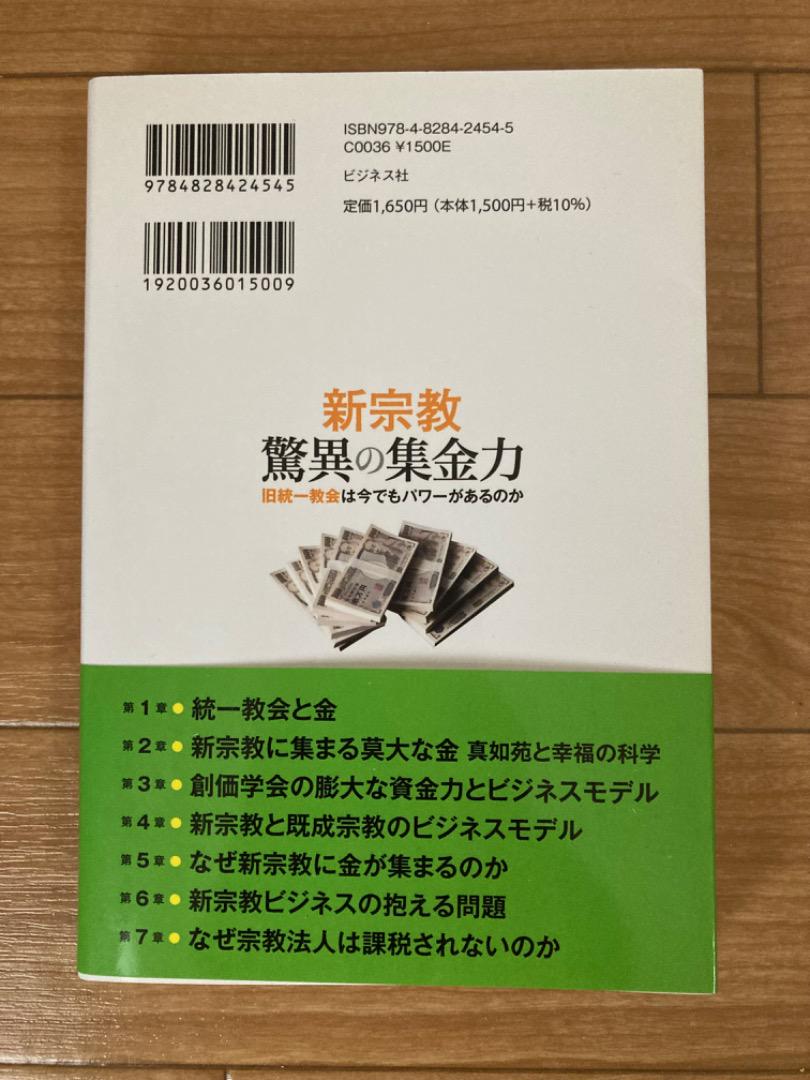 ISBN978-4-8284-2454-5
C0036 ¥1500E
ビジネス社
定価1,650円（本体1,500円+税10%）
9784828424545
1920036015009
新宗教
驚異の集金力
旧統一教会は今でもパワーがあるのか
第1章●統一教会と金
第2章●新宗教に集まる莫大な金 真如苑と幸福の科学
第3章●創価学会の膨大な資金力とビジネスモデル
第4章●新宗教と既成宗教のビジネスモデル
第5章●なぜ新宗教に金が集まるのか
第6章●新宗教ビジネスの抱える問題
第7章●なぜ宗教法人は課税されないのか